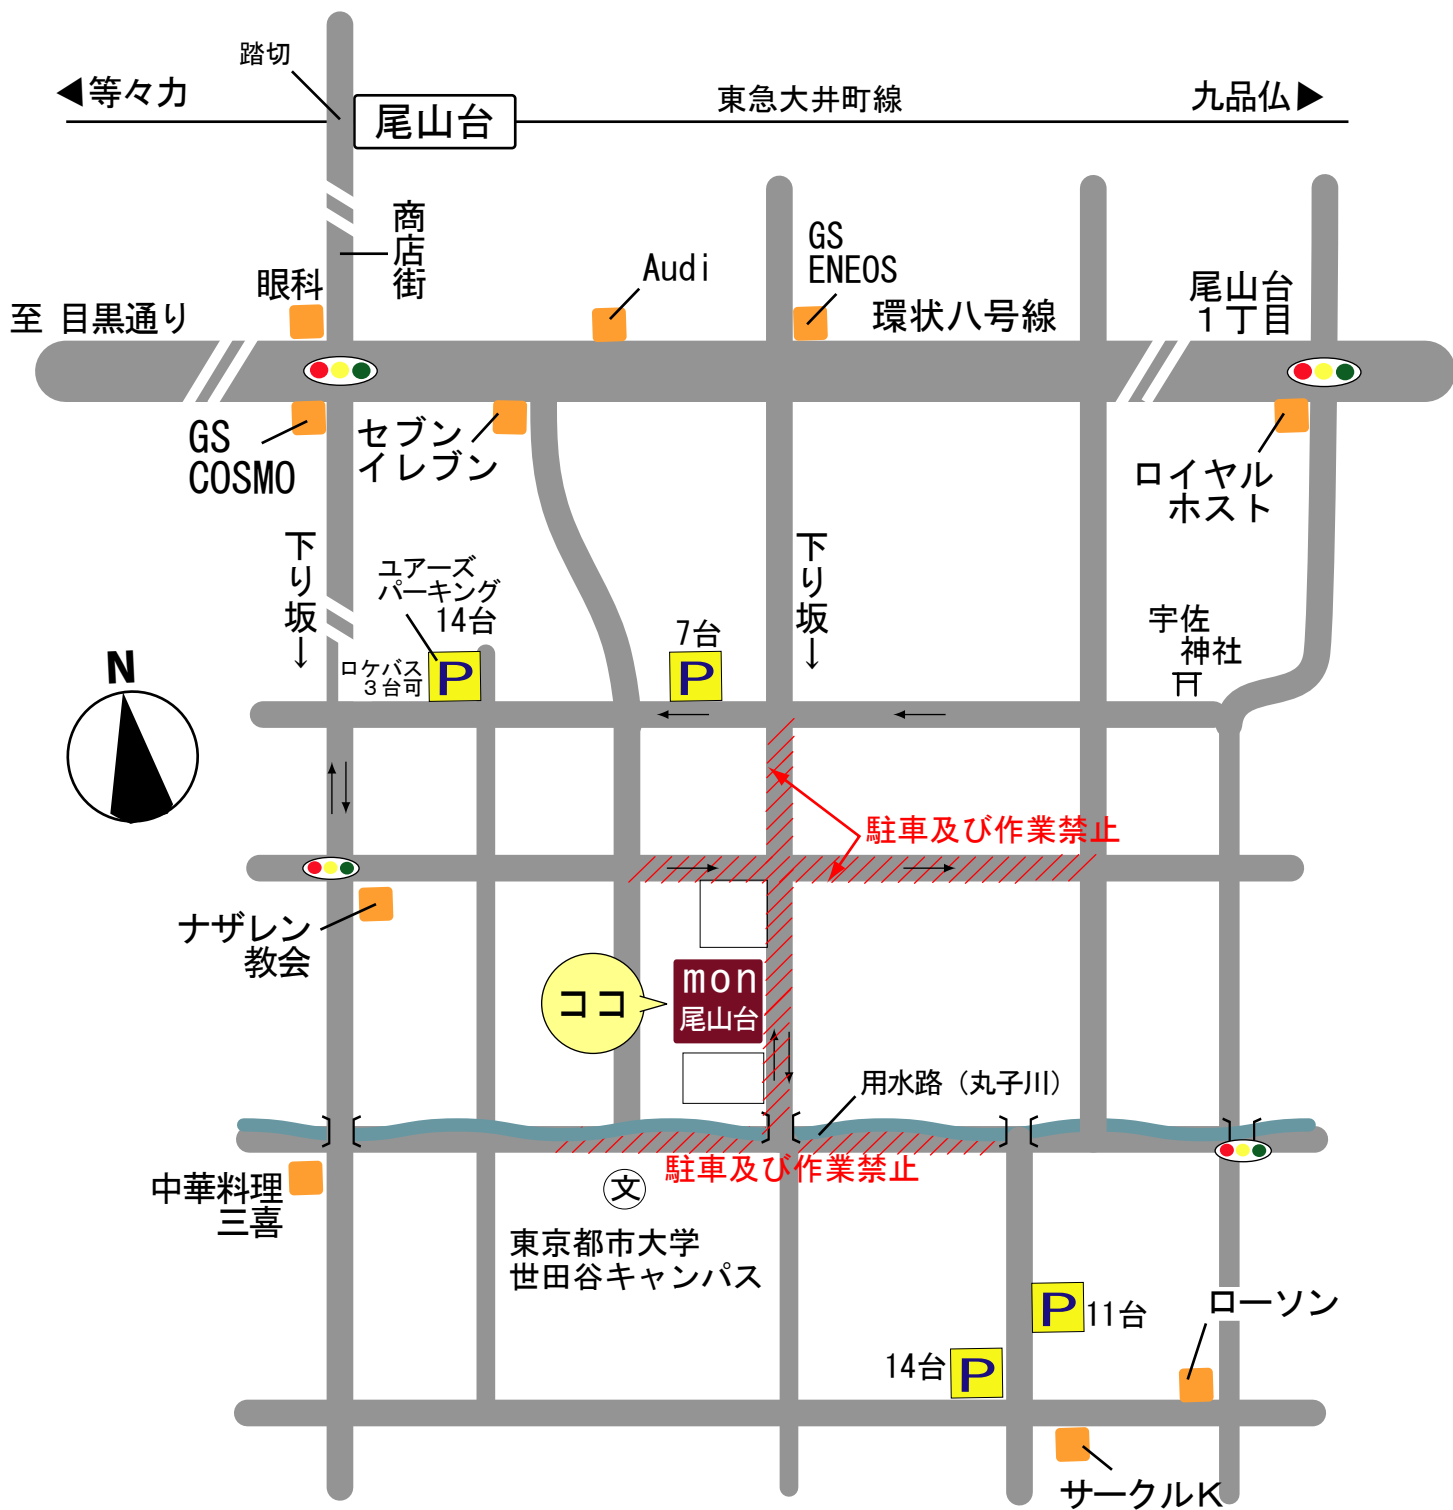 踏切
◀等々力
尾山台
東急大井町線
九品仏▶
商店街
眼科
Audi
GS
ENEOS
環状八号線
尾山台
1丁目
至 目黒通り
GS
COSMO
セブン
イレブン
ロイヤル
ホスト
下り坂→
下り坂→
ユアーズ
パーキング
14台
ロケバス
3台可
P
7台
P
宇佐
神社
N
駐車及び作業禁止
ナザレン
教会
ココ
mon
尾山台
用水路（丸子川）
駐車及び作業禁止
中華料理
三喜
文
東京都市大学
世田谷キャンパス
P
11台
14台
P
ローソン
サークルK